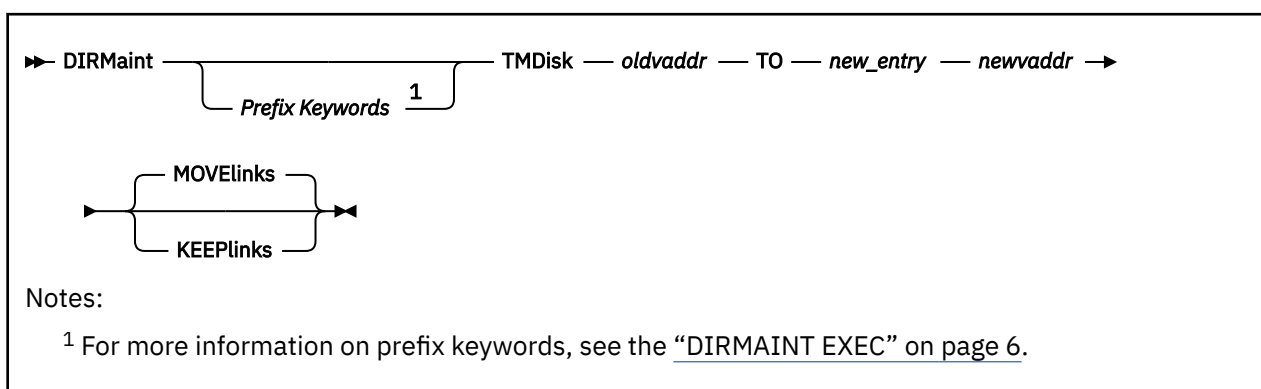 DIRMaint TMDisk oldvaddr TO new_entry newvaddr
Prefix Keywords 1
MOVElinks
KEEPlinks
Notes:
1 For more information on prefix keywords, see the “DIRMAINT EXEC” on page 6.